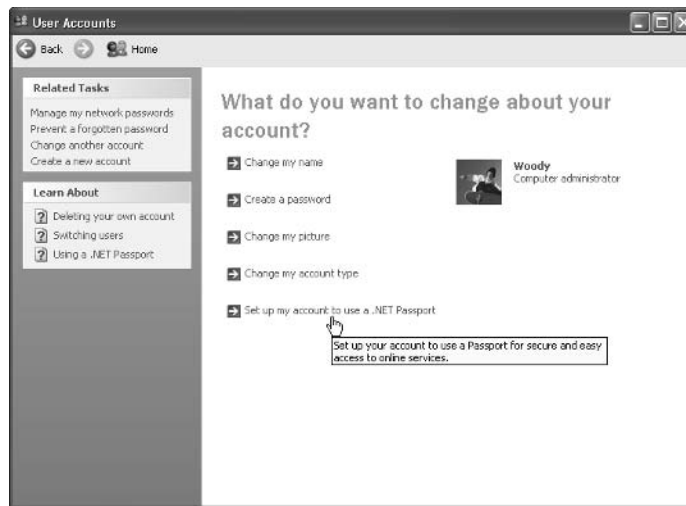 User Accounts
Back
Home
Related Tasks
Manage my network passwords
Prevent a forgotten password
Change another account
Create a new account
Learn About
Deleting your own account
Switching users
Using a .NET Passport
What do you want to change about your
account?
Change my name
Create a password
Change my picture
Change my account type
Set up my account to use a .NET Passport
Woody
Computer administrator
Set up your account to use a Passport for secure and easy
access to online services.